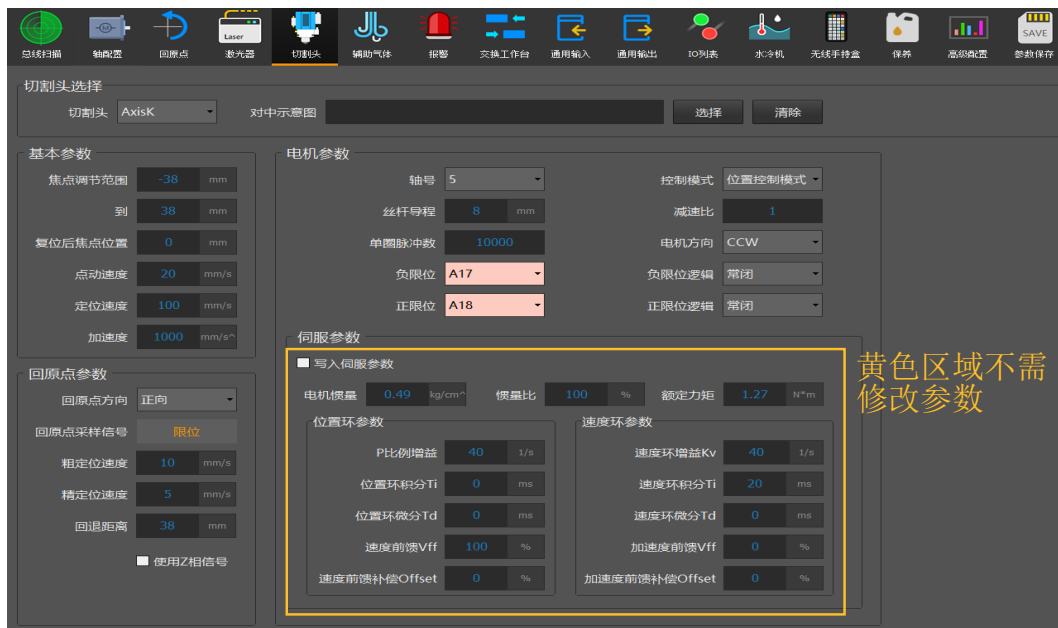 总线扫描 轴配置 回原点 Laser 激光器 切割头 辅助气体 报警 交换工作台 通用输入 通用输出 IO列表 水冷机 无线手持盒 保养 高级配置 SAVE 参数保存
切割头选择
切割头 AxisK 对中示意图 选择 清除
基本参数
焦点调节范围 -38 mm
到 38 mm
复位后焦点位置 0 mm
点动速度 20 mm/s
定位速度 100 mm/s
加速度 1000 mm/s^
回原点参数
回原点方向 正向
回原点采样信号 限位
粗定位速度 10 mm/s
精定位速度 5 mm/s
回退距离 38 mm
使用Z相信号
电机参数
轴号 5 控制模式 位置控制模式
丝杆导程 8 mm 减速比 1
单圈脉冲数 10000 电机方向 CCW
负限位 A17 负限位逻辑 常闭
正限位 A18 正限位逻辑 常闭
伺服参数
写入伺服参数
电机惯量 0.49 kg/cm^ 惯量比 100 % 额定力矩 1.27 N*m
位置环参数
P比例增益 40 1/s
位置环积分Ti 0 ms
位置环微分Td 0 ms
速度前馈Vff 100 %
速度前馈补偿Offset 0 %
速度环参数
速度环增益Kv 40 1/s
速度环积分Ti 20 ms
速度环微分Td 0 ms
加速度前馈Vff 0 %
加速度前馈补偿Offset 0 %
黄色区域不需
修改参数